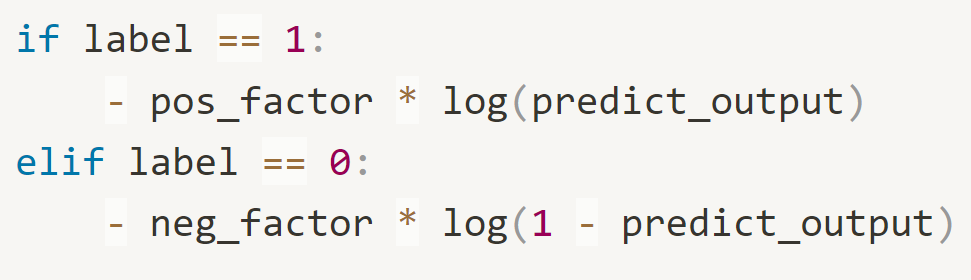 if label == 1:
    - pos_factor * log(predict_output)
elif label == 0:
    - neg_factor * log(1 - predict_output)